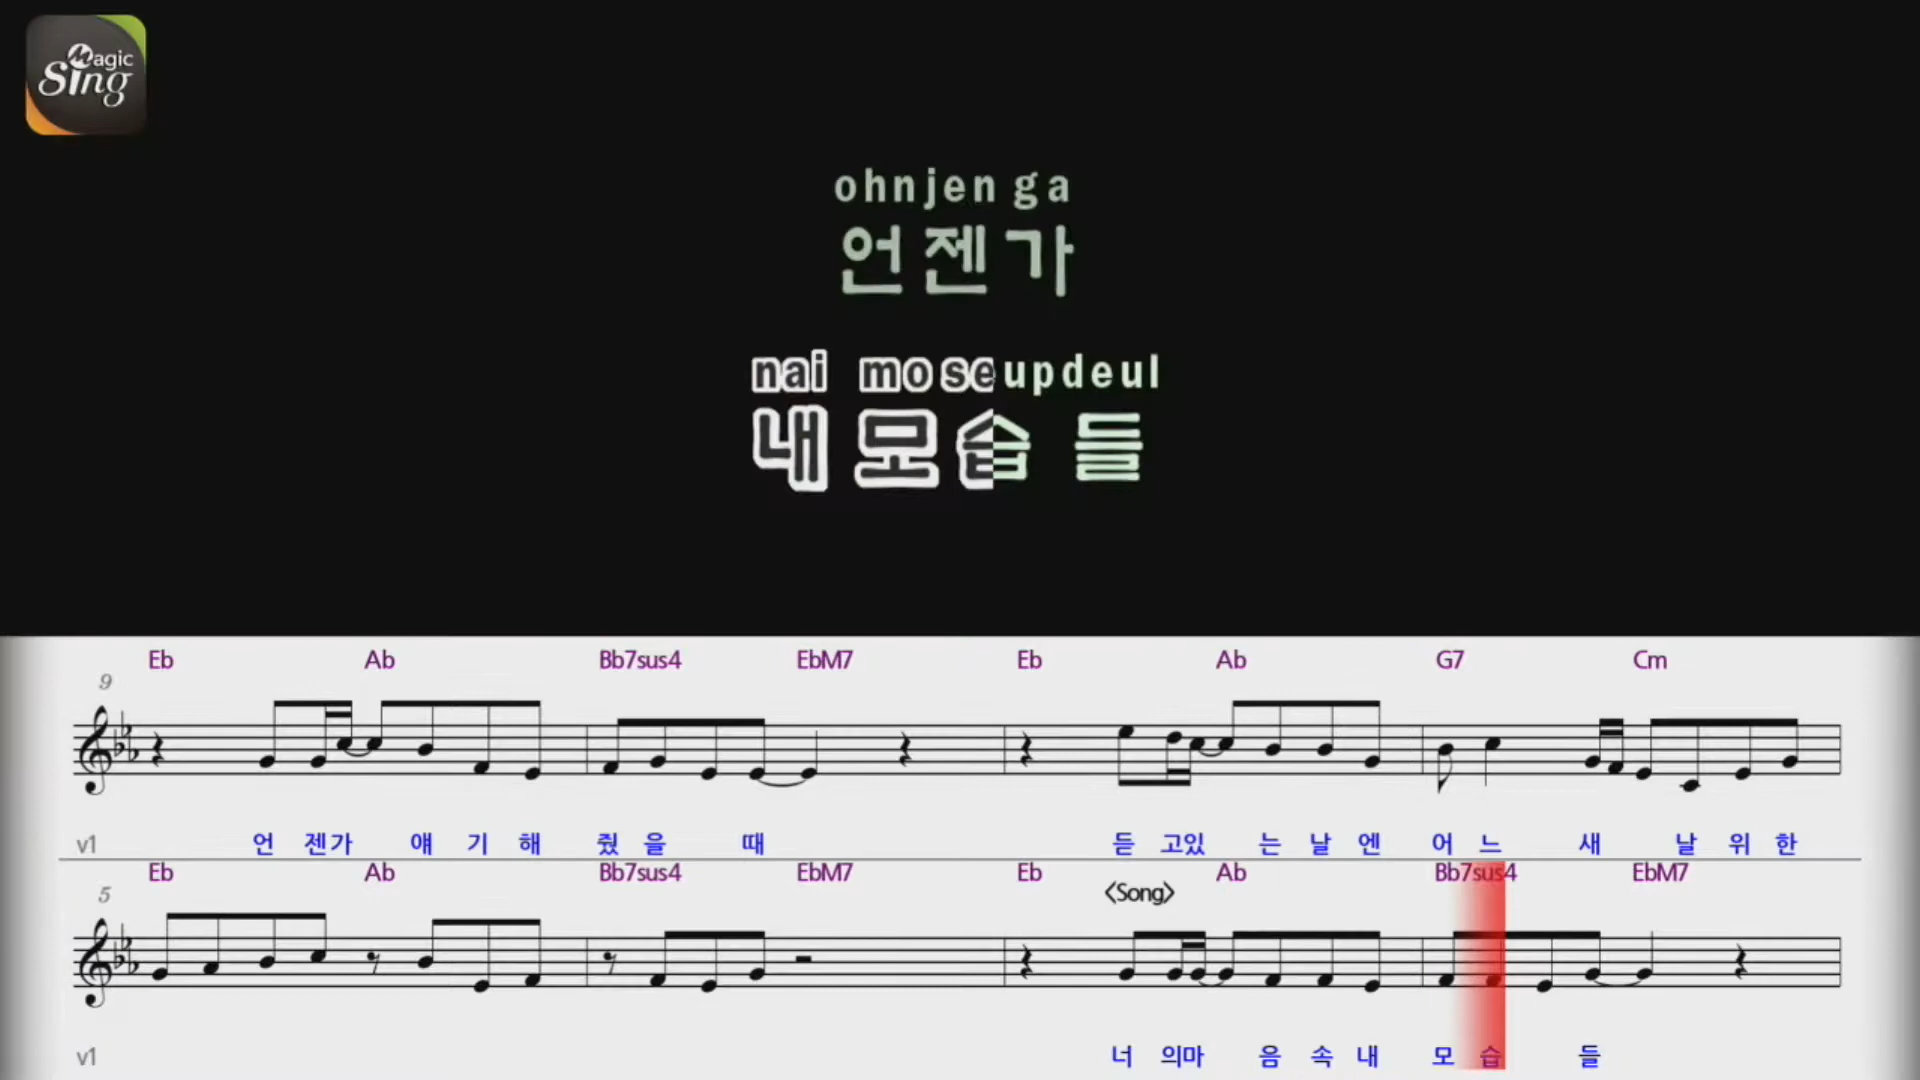 Magic
Sing
ohnjen ga
언젠가
nai moseupdeul
내 모습 들
Eb Ab Bb7sus4 EbM7 Eb Ab G7 Cm
9
v1 언 젠가 얘 기 해 줬 을 때 듣 고있 는 날 엔 어 느 새 날 위 한
Eb Ab Bb7sus4 EbM7 Eb Ab Bb7sus4 EbM7
5 <Song>
v1 너 의마 음 속 내 모 습 들